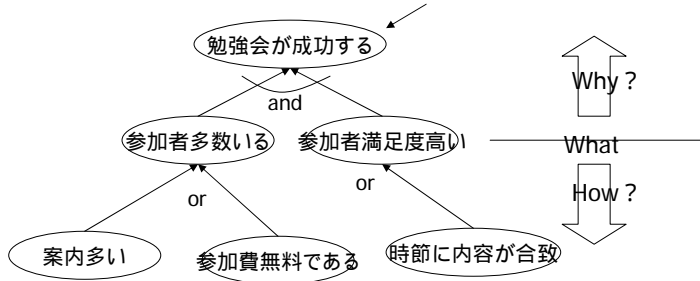 勉強会が成功する
Why？
and
参加者多数いる
参加者満足度高い
What
or
or
How？
案内多い
参加費無料である
時節に内容が合致